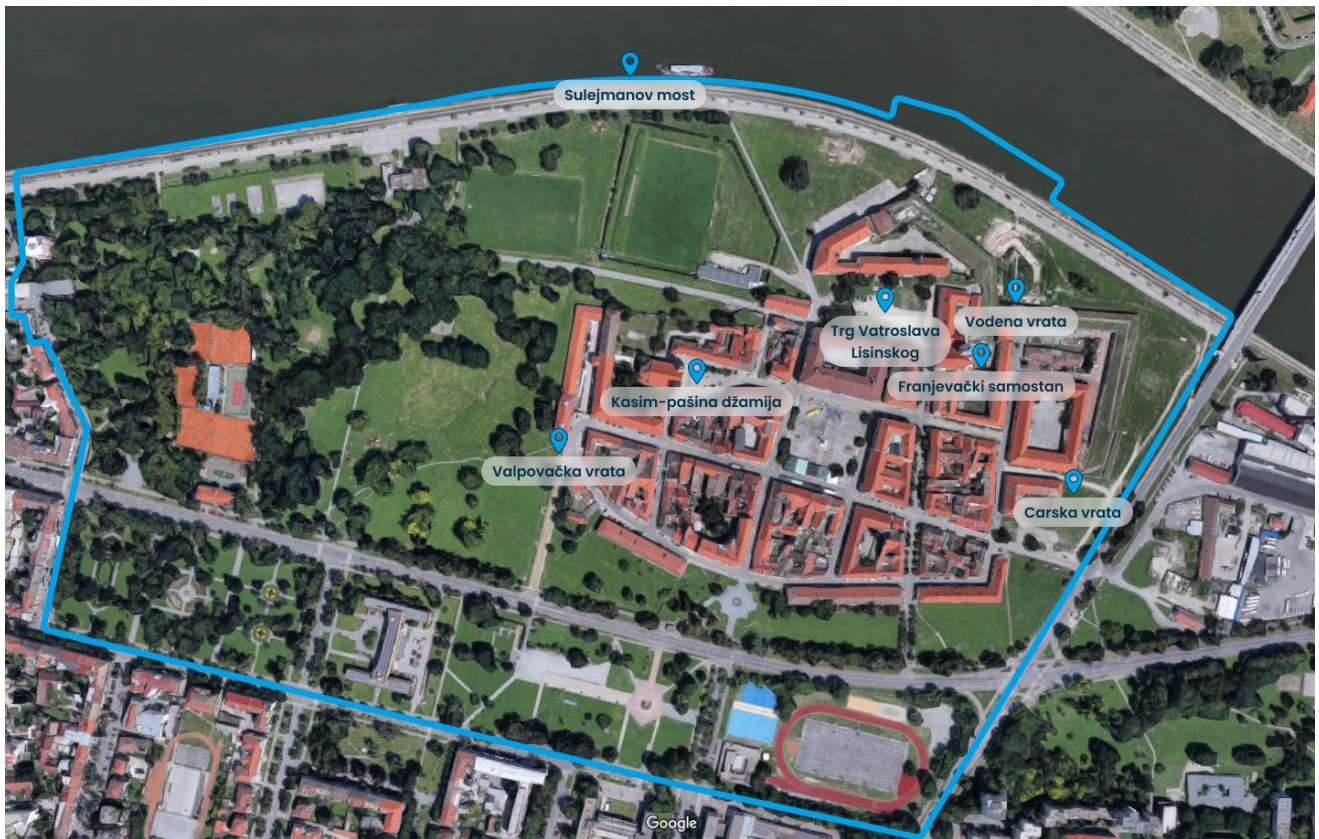 Sulejmanov most
Trg Vatroslava
Lisinskog
Vodena vrata
Franjevački samostan
Kasim-pašina džamija
Valpovačka vrata
Carska vrata
Google